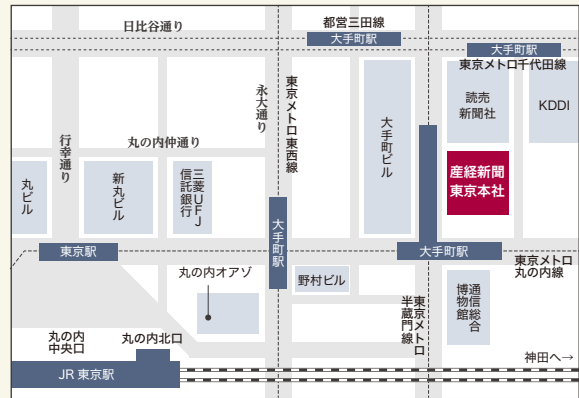 日比谷通り
都営三田線
大手町駅
大手町駅
東京メトロ千代田線
永大通り
東京メトロ東西線
大手町ビル
読売
新聞社
KDDI
行幸通り
丸の内仲通り
丸ビル
新丸ビル
三菱UFJ
信託銀行
産経新聞
東京本社
大手町駅
東京駅
大手町駅
東京メトロ
丸の内線
丸の内オアゾ
野村ビル
東京メトロ
半蔵門線
通信総合
博物館
丸の内
中央口
丸の内北口
神田へ→
JR 東京駅